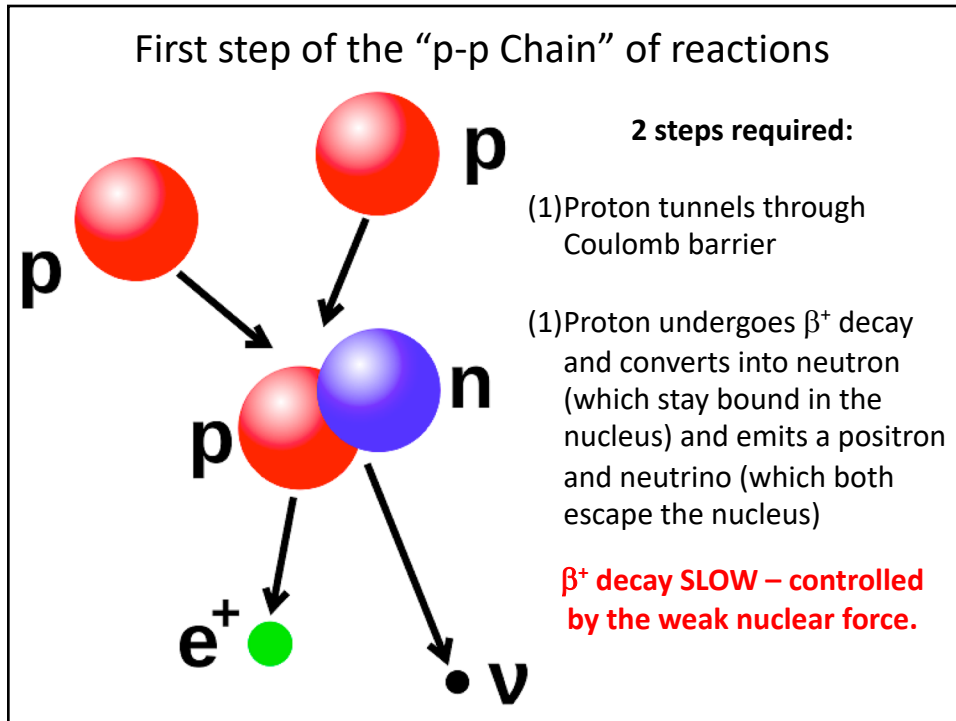 First step of the “p-p Chain” of reactions
p
p
n
p
e+
ν
2 steps required:
(1)Proton tunnels through
Coulomb barrier
(1)Proton undergoes β+ decay
and converts into neutron
(which stay bound in the
nucleus) and emits a positron
and neutrino (which both
escape the nucleus)
β+ decay SLOW – controlled
by the weak nuclear force.